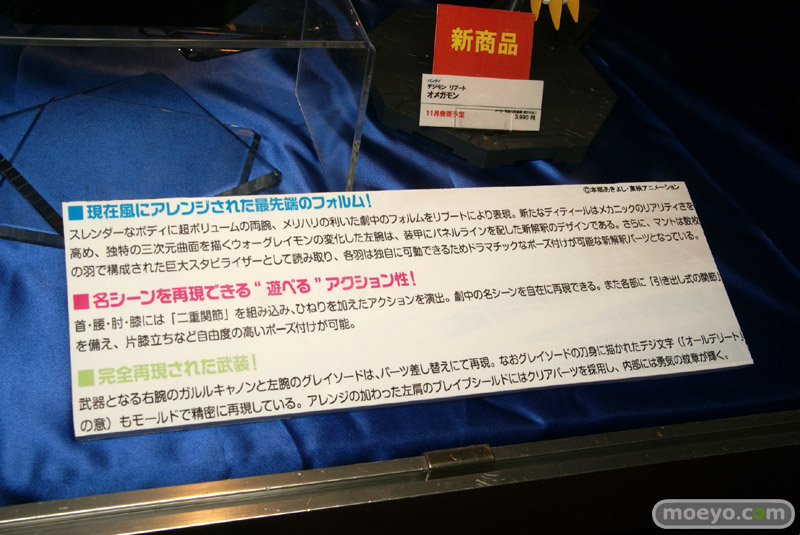 新商品
バンダイ
デジモン リブート
オメガモン
11月発売予定
3,990円
©本郷あきよし・東映アニメーション
■現在風にアレンジされた最先端のフォルム!
スレンダーなボディに超ボリュームの両腕、メリハリの利いた劇中のフォルムをリブートにより表現。新たなディティールはメカニックのリアリティさを
高め、独特の三次元曲面を描くウォーグレイモンの変化した左腕は、装甲にパネルラインを配した新解釈のデザインである。さらに、マントは数枚
の羽で構成された巨大スタビライザーとして読み取り、各羽は独自に可動できるためドラマチックなポーズ付けが可能な新解釈パーツとなっている。
■名シーンを再現できる“遊べる”アクション性!
首・腰・肘・膝には「二重関節」を組み込み、ひねりを加えたアクションを演出。劇中の名シーンを自在に再現できる。また各部に「引き出し式の関節」
を備え、片膝立ちなど自由度の高いポーズ付けが可能。
■完全再現された武装!
武器となる右腕のガルルキャノンと左腕のグレイソードは、パーツ差し替えにて再現。なおグレイソードの刀身に描かれたデジ文字(「オールデリート」
の意)もモールドで精密に再現している。アレンジの加わった左肩のブレイブシールドにはクリアパーツを採用し、内部には勇気の紋章が輝く。
moeyo.com